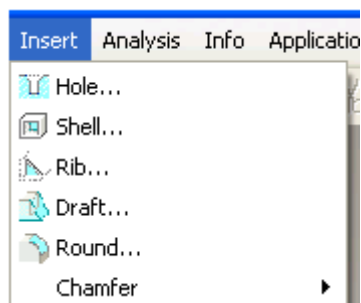 Insert Analysis Info Applicatio
Hole...
Shell...
Rib...
Draft...
Round...
Chamfer